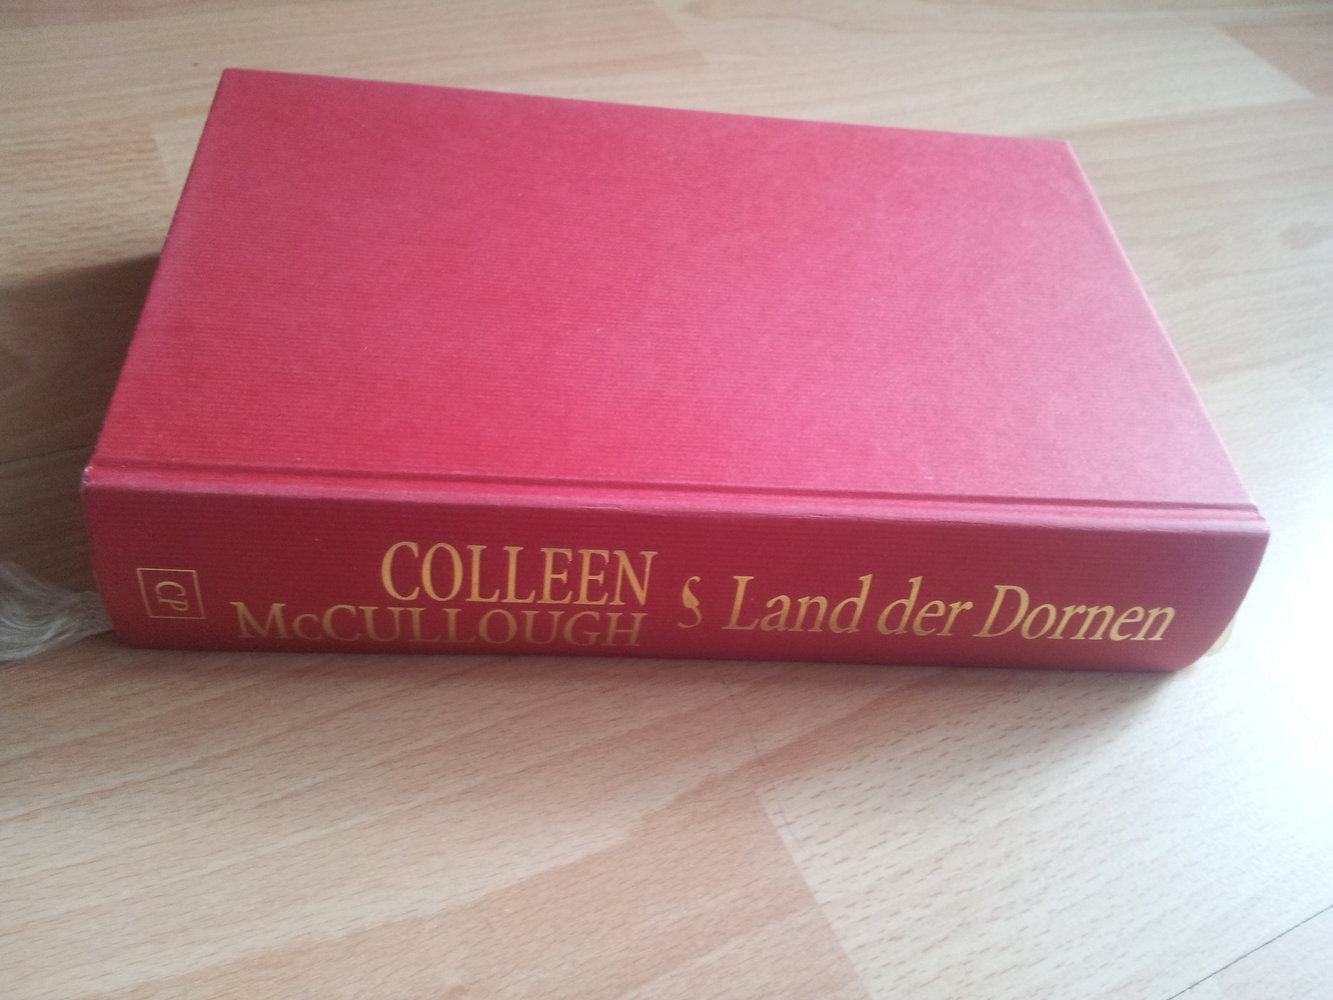 CP
COLLEEN
McCULLOUGH
§ Land der Dornen